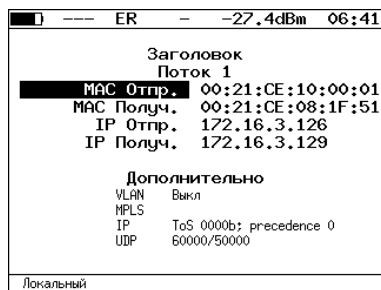 --- ER - -27.4dBm 06:41
Заголовок
Поток 1
MAC Отпр. 00:21:CE:10:00:01
MAC Получ. 00:21:CE:08:1F:51
IP Отпр. 172.16.3.126
IP Получ. 172.16.3.129
Дополнительно
VLAN Выкл
MPLS
IP ToS 0000b; precedence 0
UDP 60000/50000
Локальный